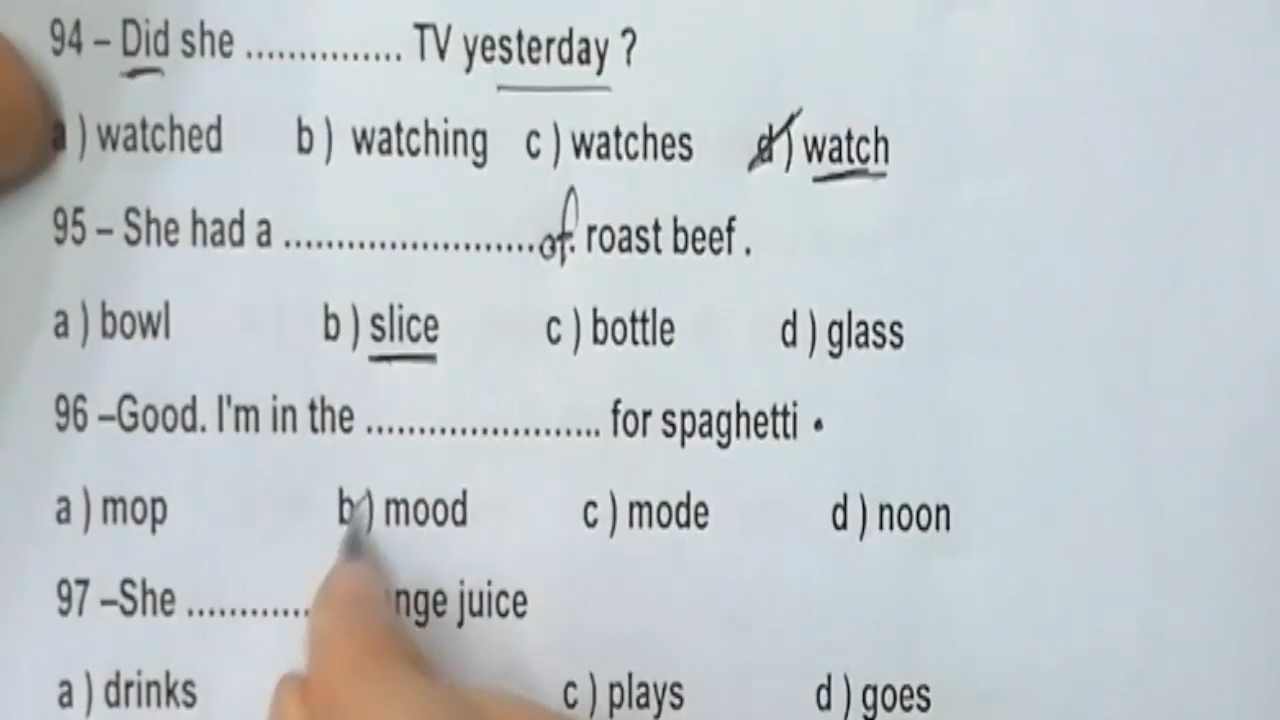 94 – Did she ............... TV yesterday ?
a ) watched b ) watching c ) watches d ) watch
95 – She had a ........................ of roast beef .
a ) bowl b ) slice c ) bottle d ) glass
96 –Good. I'm in the ....................... for spaghetti .
a ) mop b ) mood c ) mode d ) noon
97 –She ............ juice
a ) drinks c ) plays d ) goes